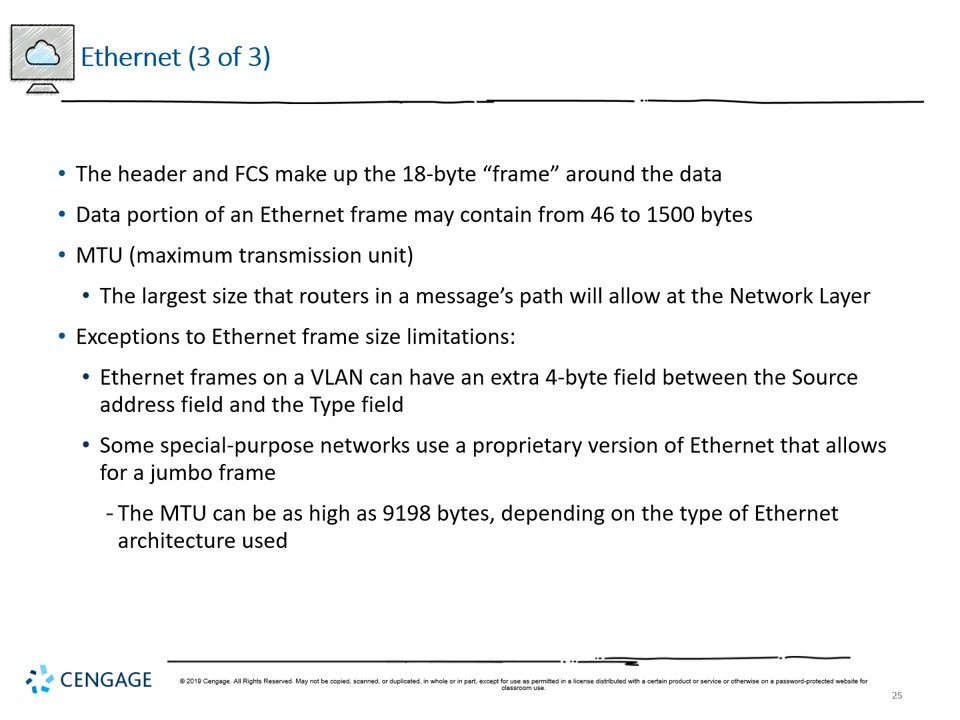 Ethernet (3 of 3)
• The header and FCS make up the 18-byte “frame” around the data
• Data portion of an Ethernet frame may contain from 46 to 1500 bytes
• MTU (maximum transmission unit)
• The largest size that routers in a message’s path will allow at the Network Layer
• Exceptions to Ethernet frame size limitations:
• Ethernet frames on a VLAN can have an extra 4-byte field between the Source
address field and the Type field
• Some special-purpose networks use a proprietary version of Ethernet that allows
for a jumbo frame
- The MTU can be as high as 9198 bytes, depending on the type of Ethernet
architecture used
CENGAGE
© 2019 Cengage. All Rights Reserved. May not be copied, scanned, or duplicated, in whole or in part, except for use as permitted in a license distributed with a certain product or service or otherwise on a password-protected website for
classroom use.
25